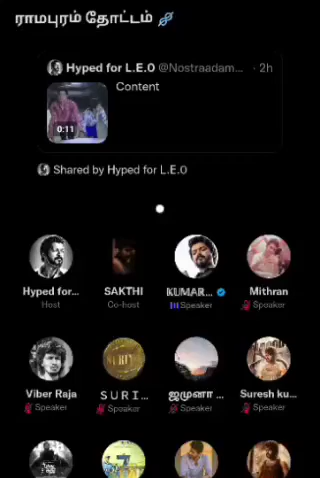 ராமபுரம் தோட்டம்
Hyped for L.E.O @Nostraadam... · 2h
Content
0:11
Shared by Hyped for L.E.O
Hyped for... SAKTHI KUMAR... Mithran
Host Co-host Speaker Speaker
Viber Raja S U R I... ஜமுனா ... Suresh ku...
Speaker Speaker Speaker Speaker